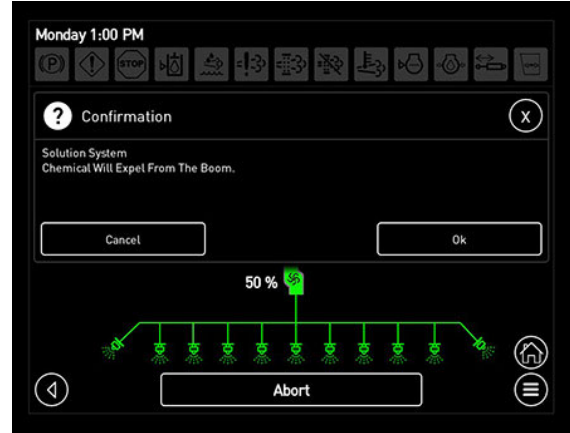 Monday 1:00 PM
(P) STOP
? Confirmation X
Solution System
Chemical Will Expel From The Boom.
Cancel Ok
50 %
Abort